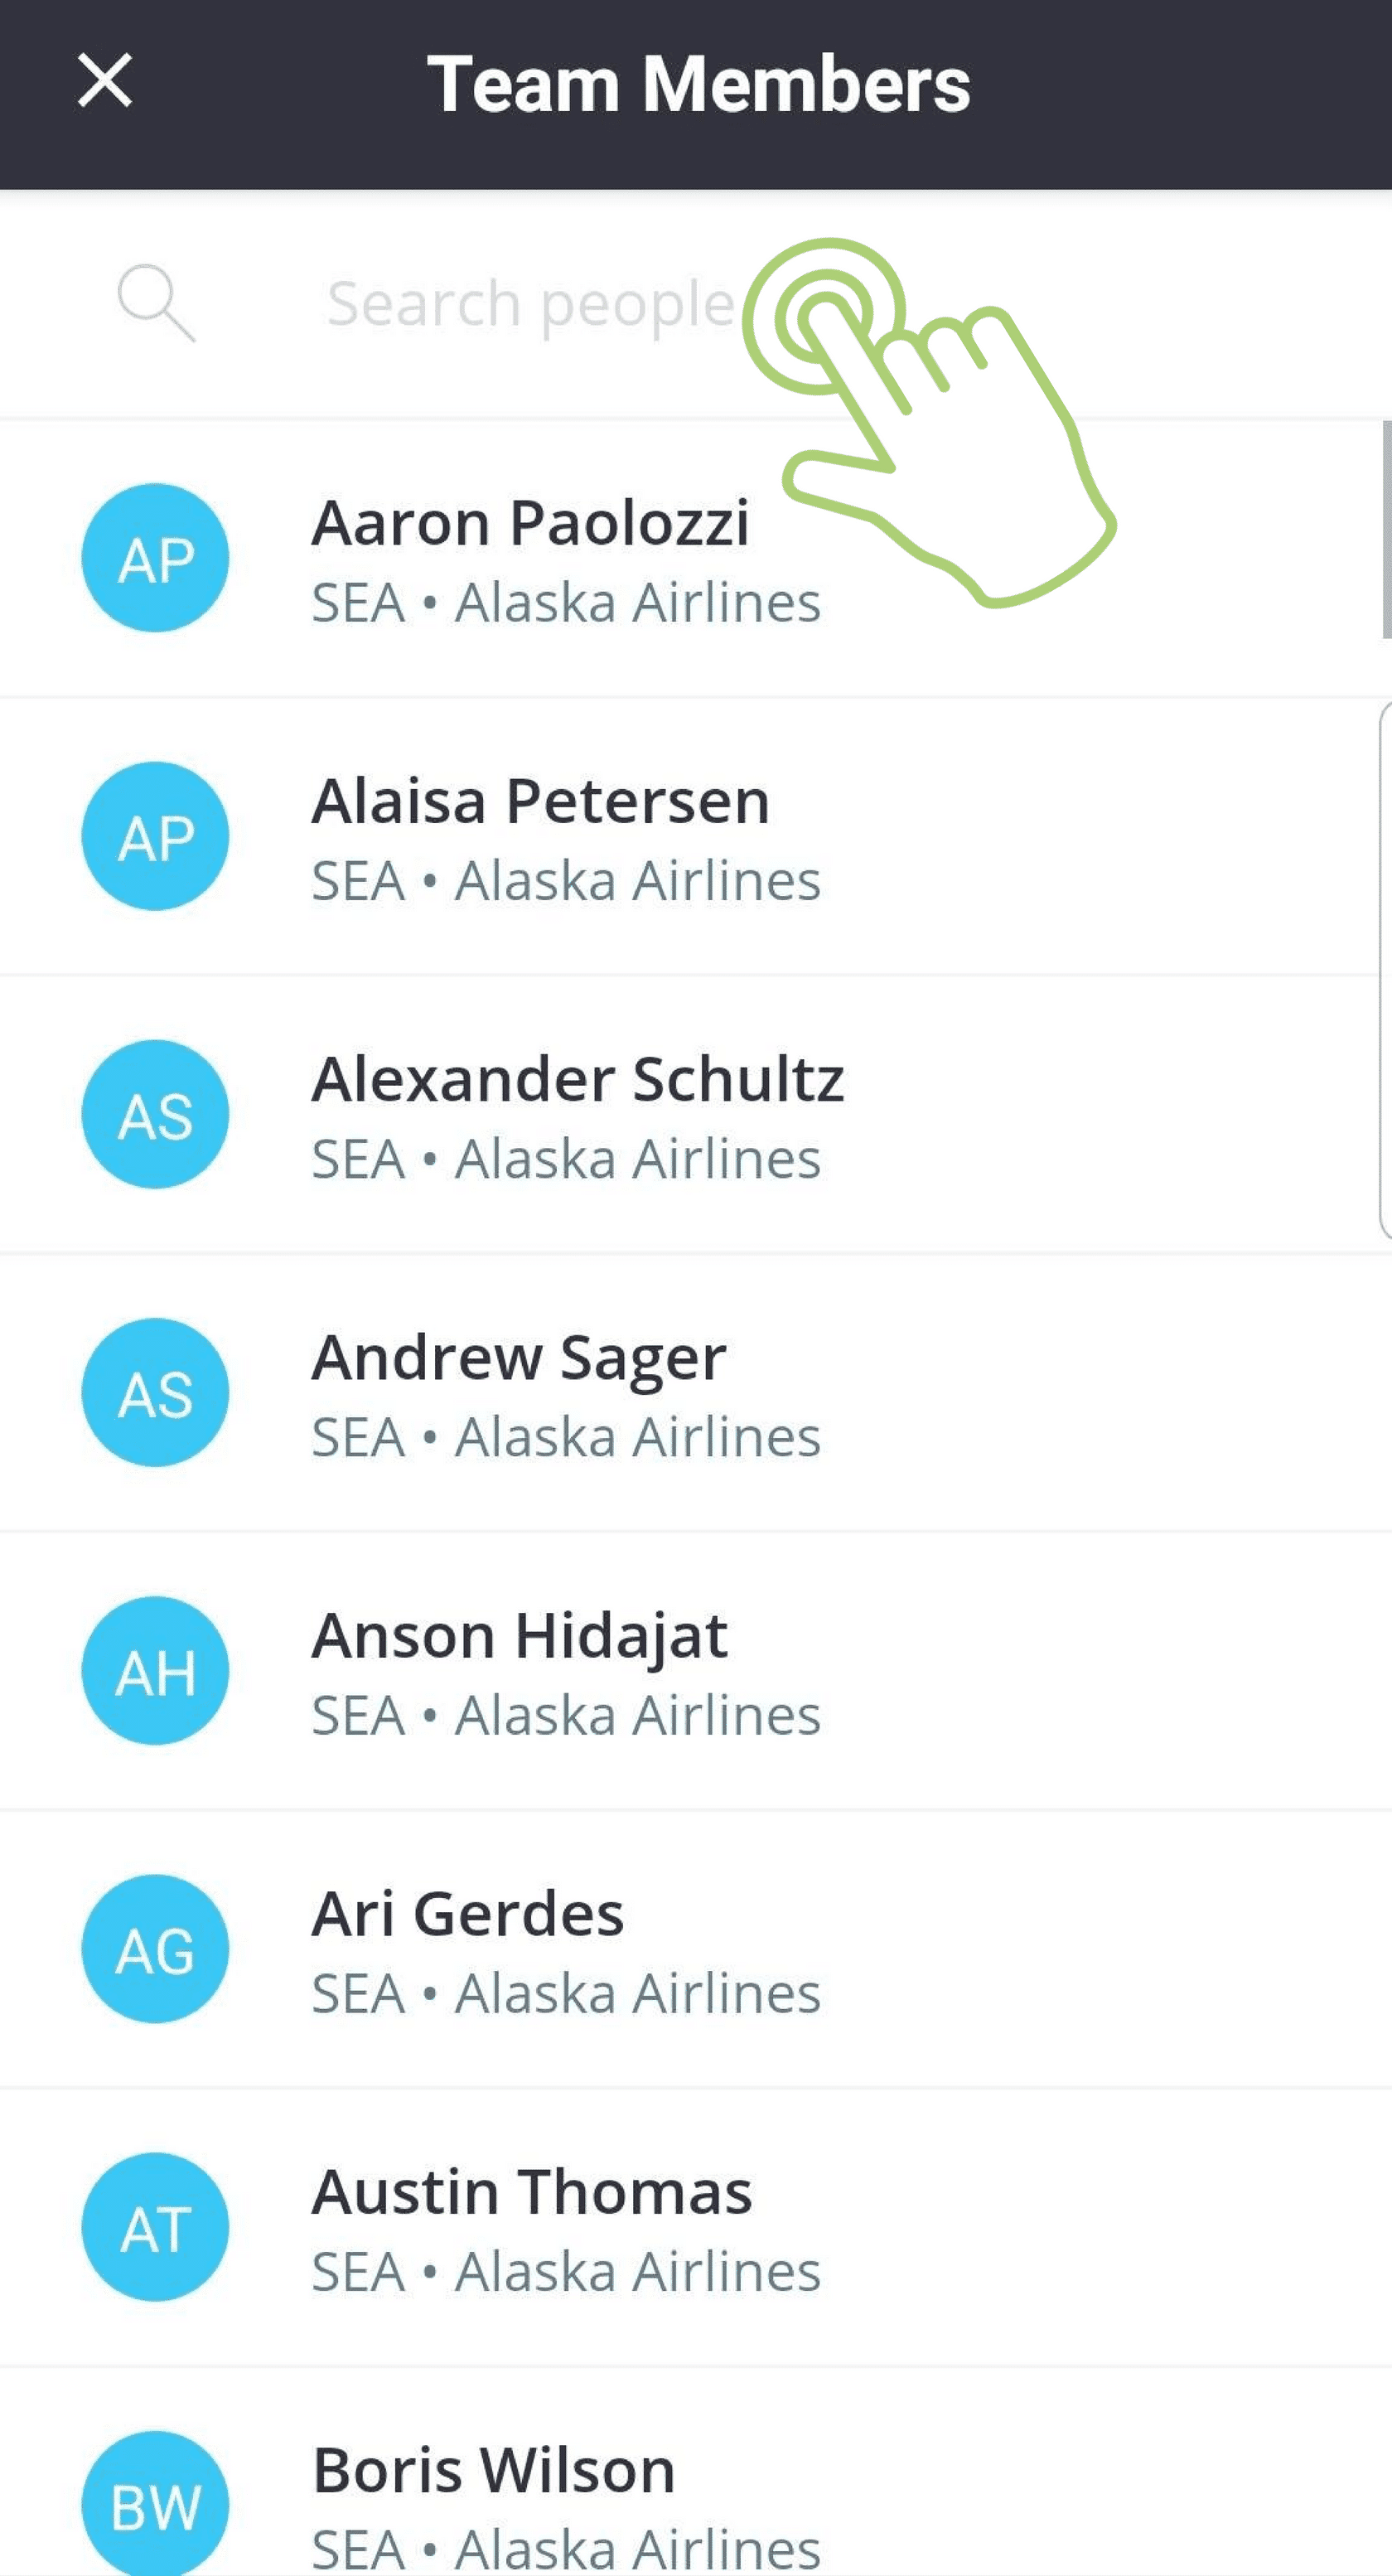 Team Members
Search people
AP
Aaron Paolozzi
SEA • Alaska Airlines
AP
Alaisa Petersen
SEA • Alaska Airlines
AS
Alexander Schultz
SEA • Alaska Airlines
AS
Andrew Sager
SEA • Alaska Airlines
AH
Anson Hidajat
SEA • Alaska Airlines
AG
Ari Gerdes
SEA • Alaska Airlines
AT
Austin Thomas
SEA • Alaska Airlines
BW
Boris Wilson
SEA • Alaska Airlines